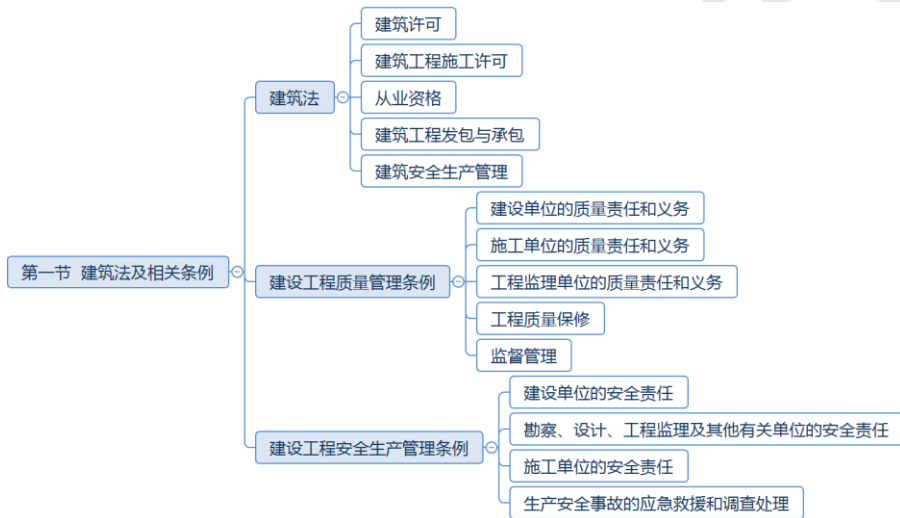 第一节 建筑法及相关条例
建筑法
建筑许可
建筑工程施工许可
从业资格
建筑工程发包与承包
建筑安全生产管理
建设工程质量管理条例
建设单位的质量责任和义务
施工单位的质量责任和义务
工程监理单位的质量责任和义务
工程质量保修
监督管理
建设工程安全生产管理条例
建设单位的安全责任
勘察、设计、工程监理及其他有关单位的安全责任
施工单位的安全责任
生产安全事故的应急救援和调查处理